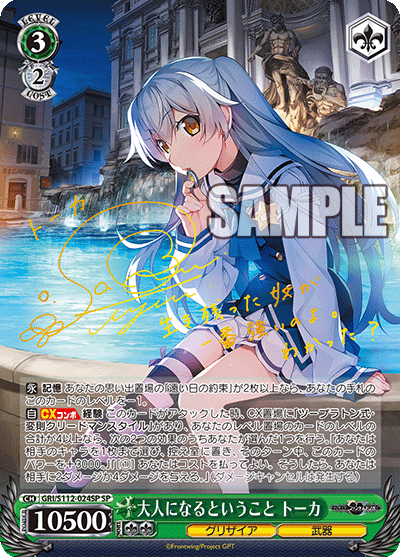 LEVEL
3
2
COST
SAMPLE
トーカ
生き残った奴が
一番強いのよ。
わかった?
永 記憶 あなたの思い出置場の「遠い日の約束」が2枚以上なら、あなたの手札の
このカードのレベルを-1。
自 CXコンボ 経験 このカードがアタックした時、CX置場に「ツープラトン式・
変則クリードマンスタイル」があり、あなたのレベル置場のカードのレベルの
合計が4以上なら、次の2つの効果のうちあなたが選んだ1つを行う。『あなたは
相手のキャラを1枚まで選び、控え室に置き、そのターン中、このカードの
パワーを+3000。』『[①] あなたはコストを払ってよい。そうしたら、あなたは相手
に2ダメージか4ダメージを与える。』(ダメージキャンセルは発生する)
CH GRI/S112-024SP SP
10500
大人になるということ トーカ
グリザイア
武器
©Frontwing/Project GPT